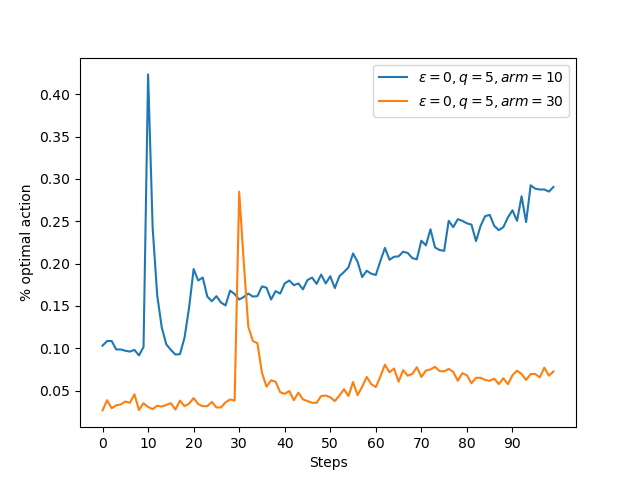 ε = 0, q = 5, arm = 10
ε = 0, q = 5, arm = 30
% optimal action
0.40
0.35
0.30
0.25
0.20
0.15
0.10
0.05
0 10 20 30 40 50 60 70 80 90
Steps